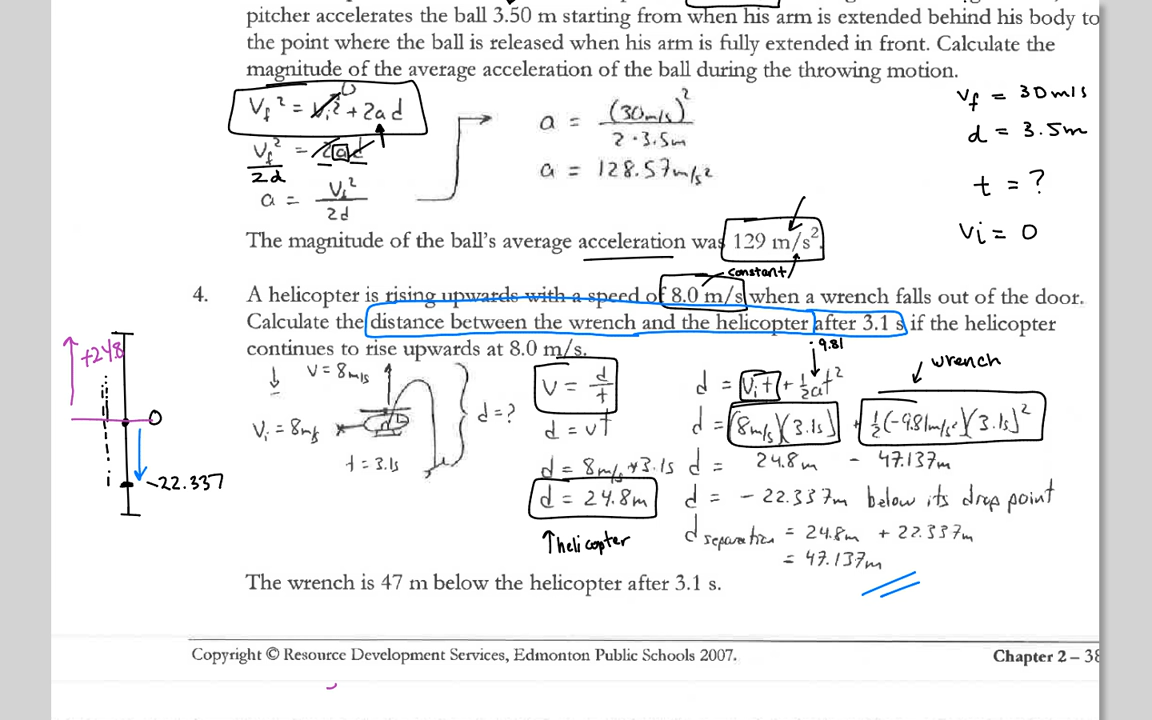 pitcher accelerates the ball 3.50 m starting from when his arm is extended behind his body to
the point where the ball is released when his arm is fully extended in front. Calculate the
magnitude of the average acceleration of the ball during the throwing motion.
Vf² = Vi² + 2ad
0
Vf²/2d = 2ad
a = Vi²/2d
a = (30m/s)²/2·3.5m
a = 128.57m/s²
Vf = 30m/s
d = 3.5m
t = ?
Vi = 0
The magnitude of the ball's average acceleration was 129 m/s².
constant
4. A helicopter is rising upwards with a speed of 8.0 m/s when a wrench falls out of the door.
Calculate the distance between the wrench and the helicopter after 3.1 s if the helicopter
continues to rise upwards at 8.0 m/s.
+24.8
0
-22.337
V = 8m/s
Vi = 8m/s
t = 3.1s
d = ?
V = d/t
d = vt
d = 8m/s × 3.1s
d = 24.8m
↑helicopter
-9.81
wrench
d = Vit + ½at²
d = (8m/s)(3.1s) + ½(-9.81m/s²)(3.1s)²
d = 24.8m - 47.137m
d = -22.337m below its drop point
d separation = 24.8m + 22.337m
= 47.137m
The wrench is 47 m below the helicopter after 3.1 s.
Copyright © Resource Development Services, Edmonton Public Schools 2007. Chapter 2 – 38